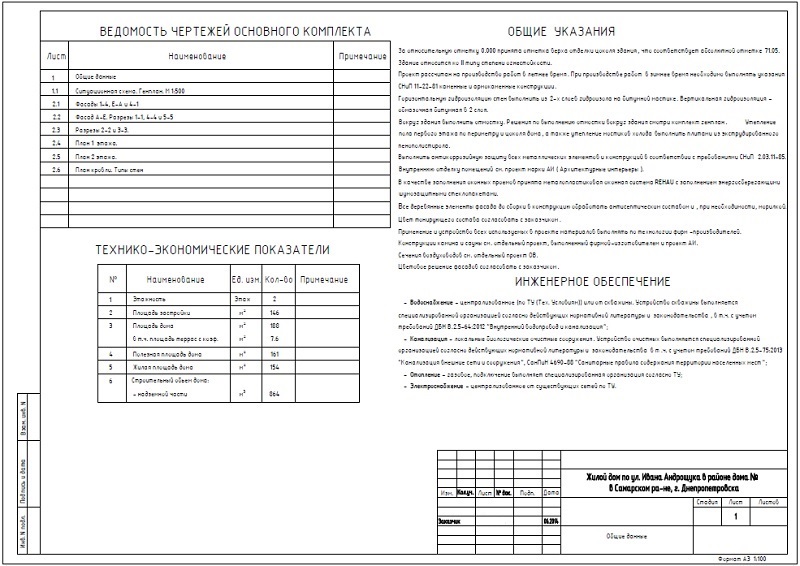 ВЕДОМОСТЬ ЧЕРТЕЖЕЙ ОСНОВНОГО КОМПЛЕКТА
Лист Наименование Примечание
1 Общие данные
1.1 Ситуационная схема. Генплан. М 1:500
2.1 Фасады 1-4, Е-А и 4-1
2.2 Фасад А-Е. Разрезы 1-1, 4-4 и 5-5
2.3 Разрезы 2-2 и 3-3.
2.4 План 1 этажа.
2.5 План 2 этажа.
2.6 План кровли. Типы стен
ТЕХНИКО-ЭКОНОМИЧЕСКИЕ ПОКАЗАТЕЛИ
№ Наименование Ед. изм. Кол-во Примечание
1 Этажность Этаж 2
2 Площадь застройки м² 146
3 Площадь дома м² 188
в т.ч. площадь террас с коэф. м² 7.6
4 Полезная площадь дома м² 161
5 Жилая площадь дома м² 154
6 Строительный объем дома:
- надземной части м³ 864
ОБЩИЕ УКАЗАНИЯ
За относительную отметку 0.000 принята отметка верха отделки цоколя здания, что соответствует абсолютной отметке 71.05.
Здание относится ко II типу степени огнестойкости.
Проект рассчитан на производство работ в летнее время. При производстве работ в зимнее время необходимо выполнять указания
СНиП 11-22-81 каменные и армокаменные конструкции.
Горизонтальную гидроизоляцию стен выполнить из 2-х слоев гидроизола на битумной мастике. Вертикальная гидроизоляция -
обмазочная битумная в 2 слоя.
Вокруг здания выполнить отмостку. Решения по выполнению отмостки вокруг здания смотри комплект генплан. Утепление
пола первого этажа по периметру и цоколя дома, а также утепление мостиков холода выполнить плитами из экструдированного
пенополистирола.
Выполнить антикоррозийную защиту всех металлических элементов и конструкций в соответствии с требованиями СНиП 2.03.11-85.
Внутреннюю отделку помещений см. проект марки АИ ( Архитектурные интерьеры ).
В качестве заполнения оконных проемов принята металлопластиковая оконная система REHAU с заполнением энергосберегающими
шумозащитными стеклопакетами.
Все деревянные элементы фасада до сборки в конструкции обработать антисептическим составом и , при необходимости, морилкой.
Цвет тонирующего состава согласовать с заказчиком .
Применение и устройство всех используемых в проекте материалов выполнять по технологии фирм -производителей.
Конструкции камина и сауны см. отдельный проект, выполненный фирмой-изготовителем и проект АИ.
Сечения воздуховодов см. отдельный проект ОВ.
Цветовое решение фасадов согласовать с заказчиком .
ИНЖЕНЕРНОЕ ОБЕСПЕЧЕНИЕ
- Водоснабжение - централизованное (по ТУ (Тех. Условиям)) или от скважины. Устройство скважины выполняется
специализированной организацией согласно действующих нормативной литературы и законодательства , в т.ч. с учетом
требований ДБН В.2.5-64:2012 "Внутренний водопровод и канализация";
- Канализация - локальные биологические очистные сооружения. Устройство очистных выполняется специализированной
организацией согласно действующих нормативной литературы и законодательства в т.ч. с учетом требований ДБН В.2.5-75:2013
"Канализация внешние сети и сооружения", СанПиН 4690-88 "Санитарные правила содержания территории населенных мест";
- Отопление - газовое, подключение выполняет специализированная организация согласно ТУ;
- Электроснабжение - централизованное от существующих сетей по ТУ.
Взам. инв. N
Подпись и дата
Инв. N подл.
Изм. Кол.уч. Лист № док. Подп. Дата
Заказчик 06.2014
Жилой дом по ул. Ивана Андрощука в районе дома №
в Самарском ра-не, г. Днепропетровска
Стадия Лист Листов
1
Общие данные
Формат А3 1:100